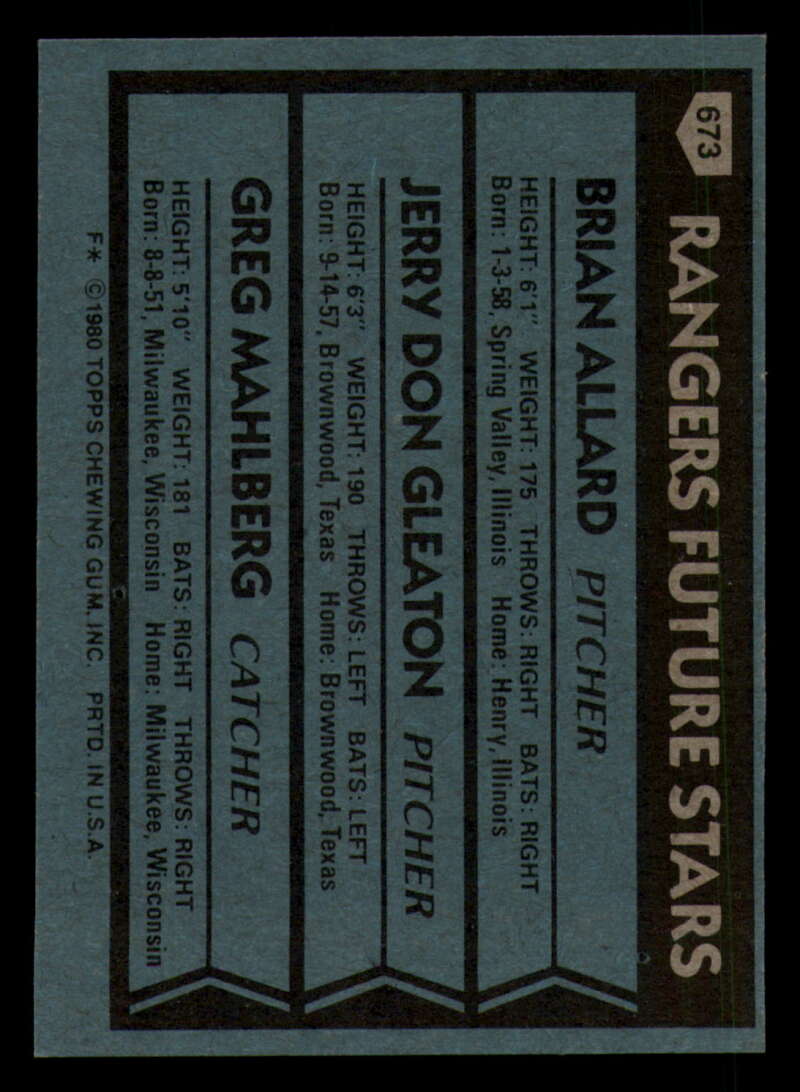 673
RANGERS FUTURE STARS
BRIAN ALLARD PITCHER
HEIGHT: 6'1" WEIGHT: 175 THROWS: RIGHT BATS: RIGHT
Born: 1-3-58, Spring Valley, Illinois Home: Henry, Illinois
JERRY DON GLEATON PITCHER
HEIGHT: 6'3" WEIGHT: 190 THROWS: LEFT BATS: LEFT
Born: 9-14-57, Brownwood, Texas Home: Brownwood, Texas
GREG MAHLBERG CATCHER
HEIGHT: 5'10" WEIGHT: 181 BATS: RIGHT THROWS: RIGHT
Born: 8-8-51, Milwaukee, Wisconsin Home: Milwaukee, Wisconsin
F* ©1980 TOPPS CHEWING GUM, INC. PRTD. IN U.S.A.